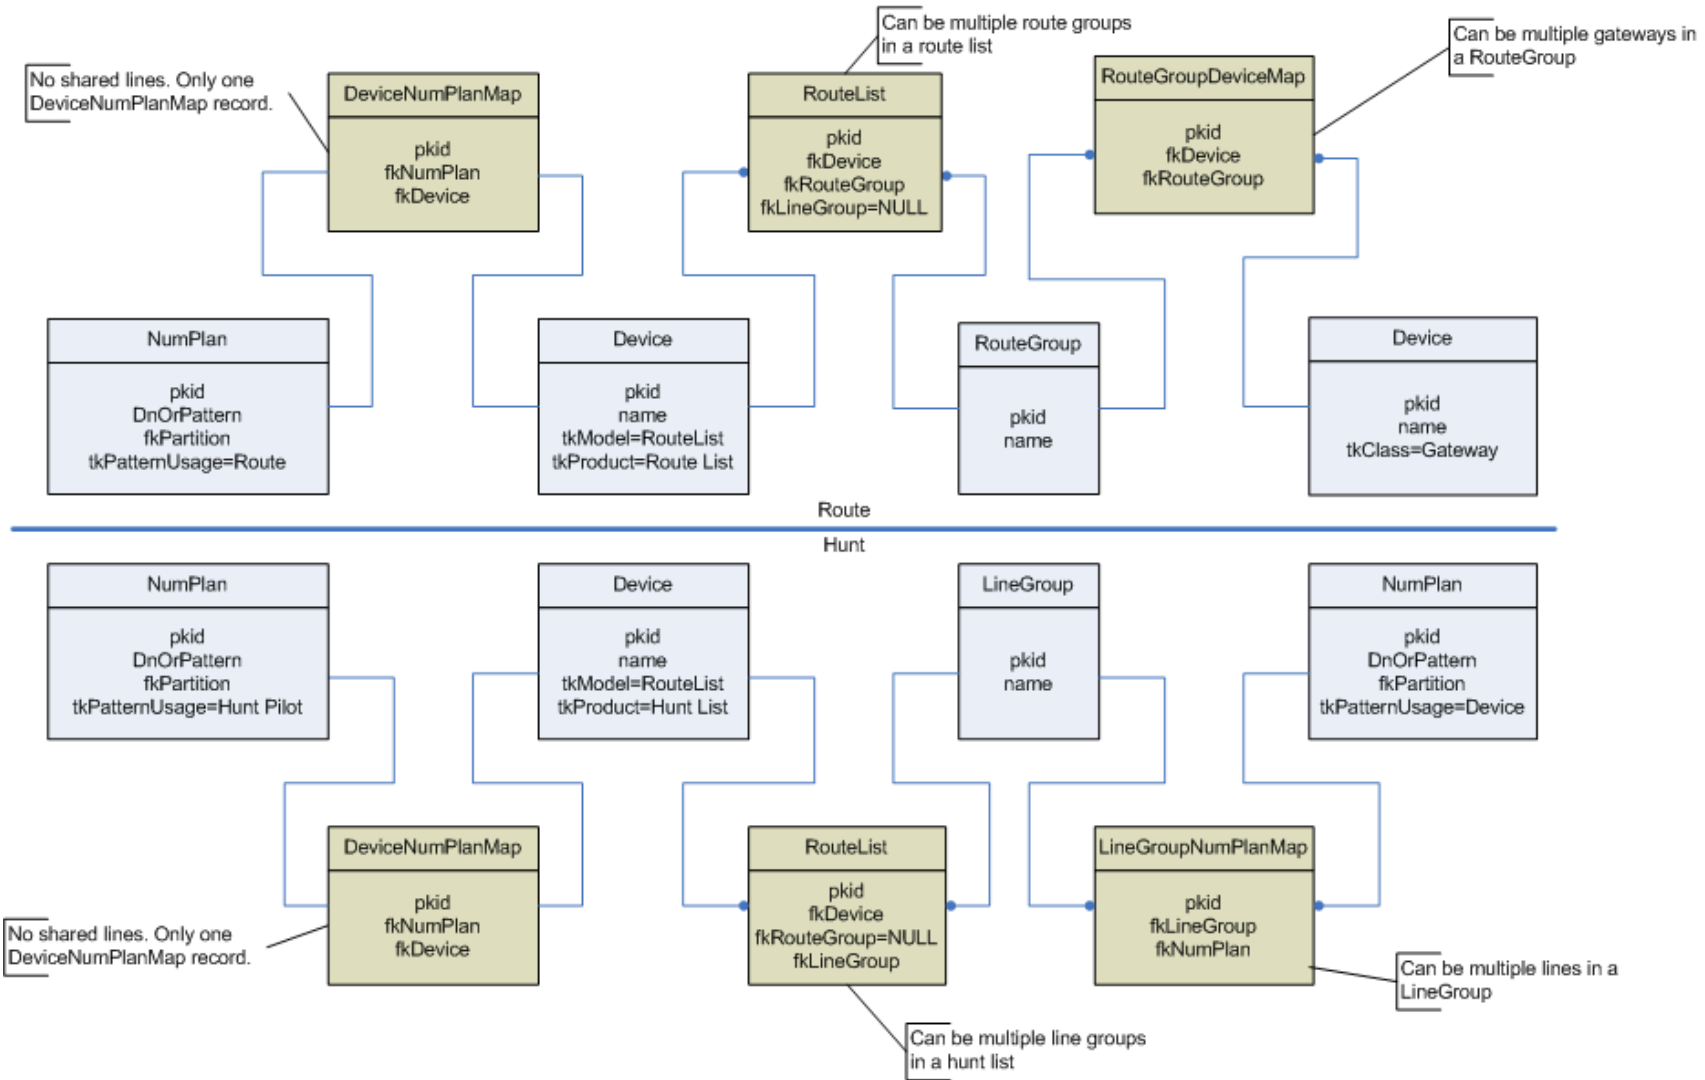 Can be multiple route groups
in a route list
Can be multiple gateways in
a RouteGroup
No shared lines. Only one
DeviceNumPlanMap record.
DeviceNumPlanMap
pkid
fkNumPlan
fkDevice
RouteList
pkid
fkDevice
fkRouteGroup
fkLineGroup=NULL
RouteGroupDeviceMap
pkid
fkDevice
fkRouteGroup
NumPlan
pkid
DnOrPattern
fkPartition
tkPatternUsage=Route
Device
pkid
name
tkModel=RouteList
tkProduct=Route List
RouteGroup
pkid
name
Device
pkid
name
tkClass=Gateway
Route
Hunt
NumPlan
pkid
DnOrPattern
fkPartition
tkPatternUsage=Hunt Pilot
Device
pkid
name
tkModel=RouteList
tkProduct=Hunt List
LineGroup
pkid
name
NumPlan
pkid
DnOrPattern
fkPartition
tkPatternUsage=Device
DeviceNumPlanMap
pkid
fkNumPlan
fkDevice
RouteList
pkid
fkDevice
fkRouteGroup=NULL
fkLineGroup
LineGroupNumPlanMap
pkid
fkLineGroup
fkNumPlan
No shared lines. Only one
DeviceNumPlanMap record.
Can be multiple lines in a
LineGroup
Can be multiple line groups
in a hunt list